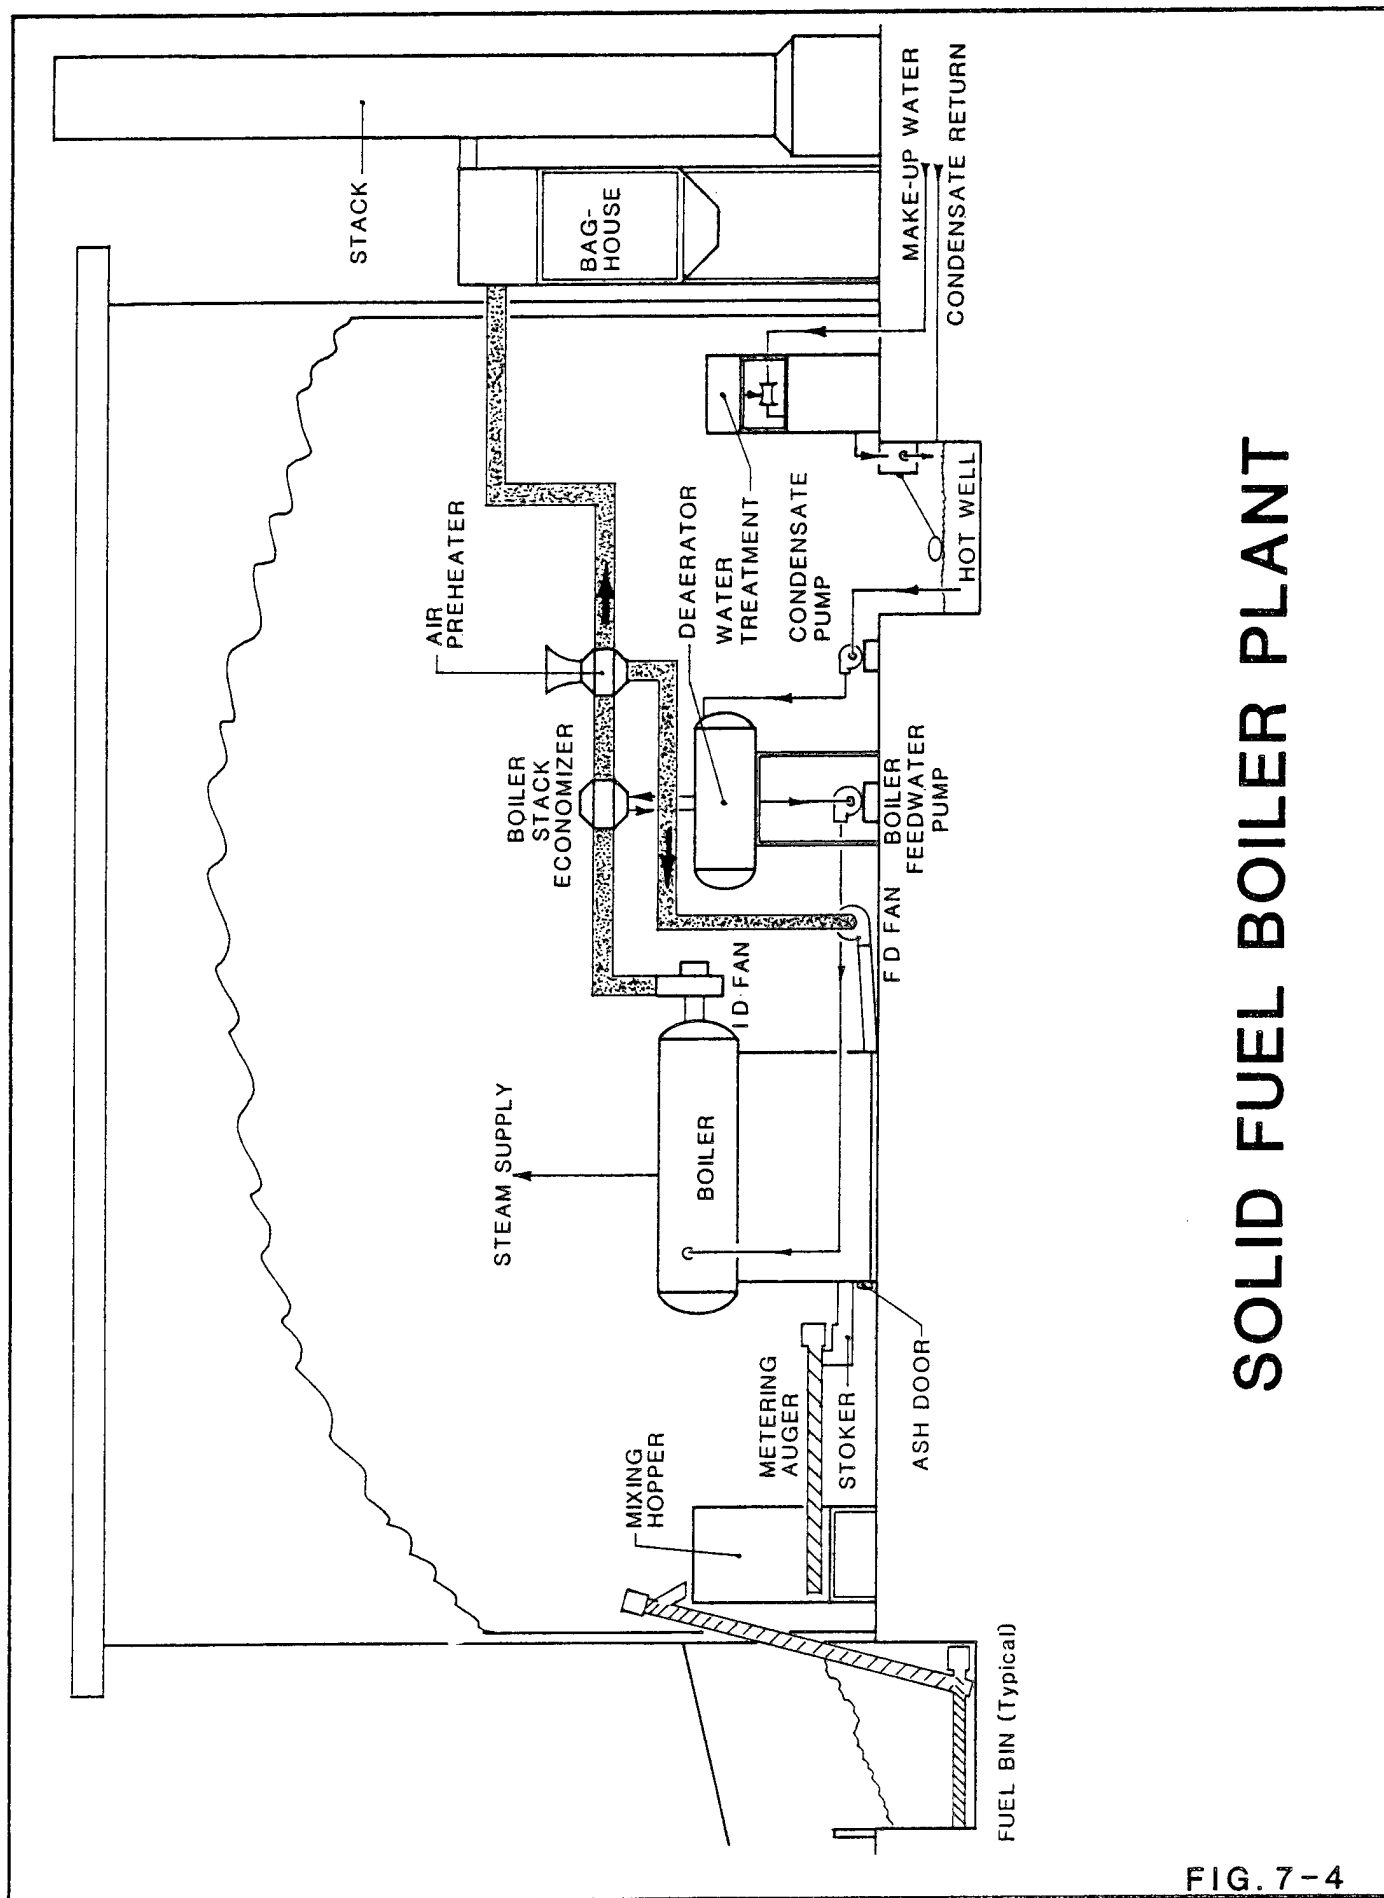 STACK
BAG-
HOUSE
MAKE-UP WATER
CONDENSATE RETURN
AIR
PREHEATER
BOILER
STACK
ECONOMIZER
DEAERATOR
WATER
TREATMENT
CONDENSATE
PUMP
HOT WELL
BOILER
FEEDWATER
PUMP
F D FAN
I D FAN
STEAM SUPPLY
BOILER
MIXING
HOPPER
METERING
AUGER
STOKER
ASH DOOR
FUEL BIN (Typical)
SOLID FUEL BOILER PLANT
FIG. 7-4